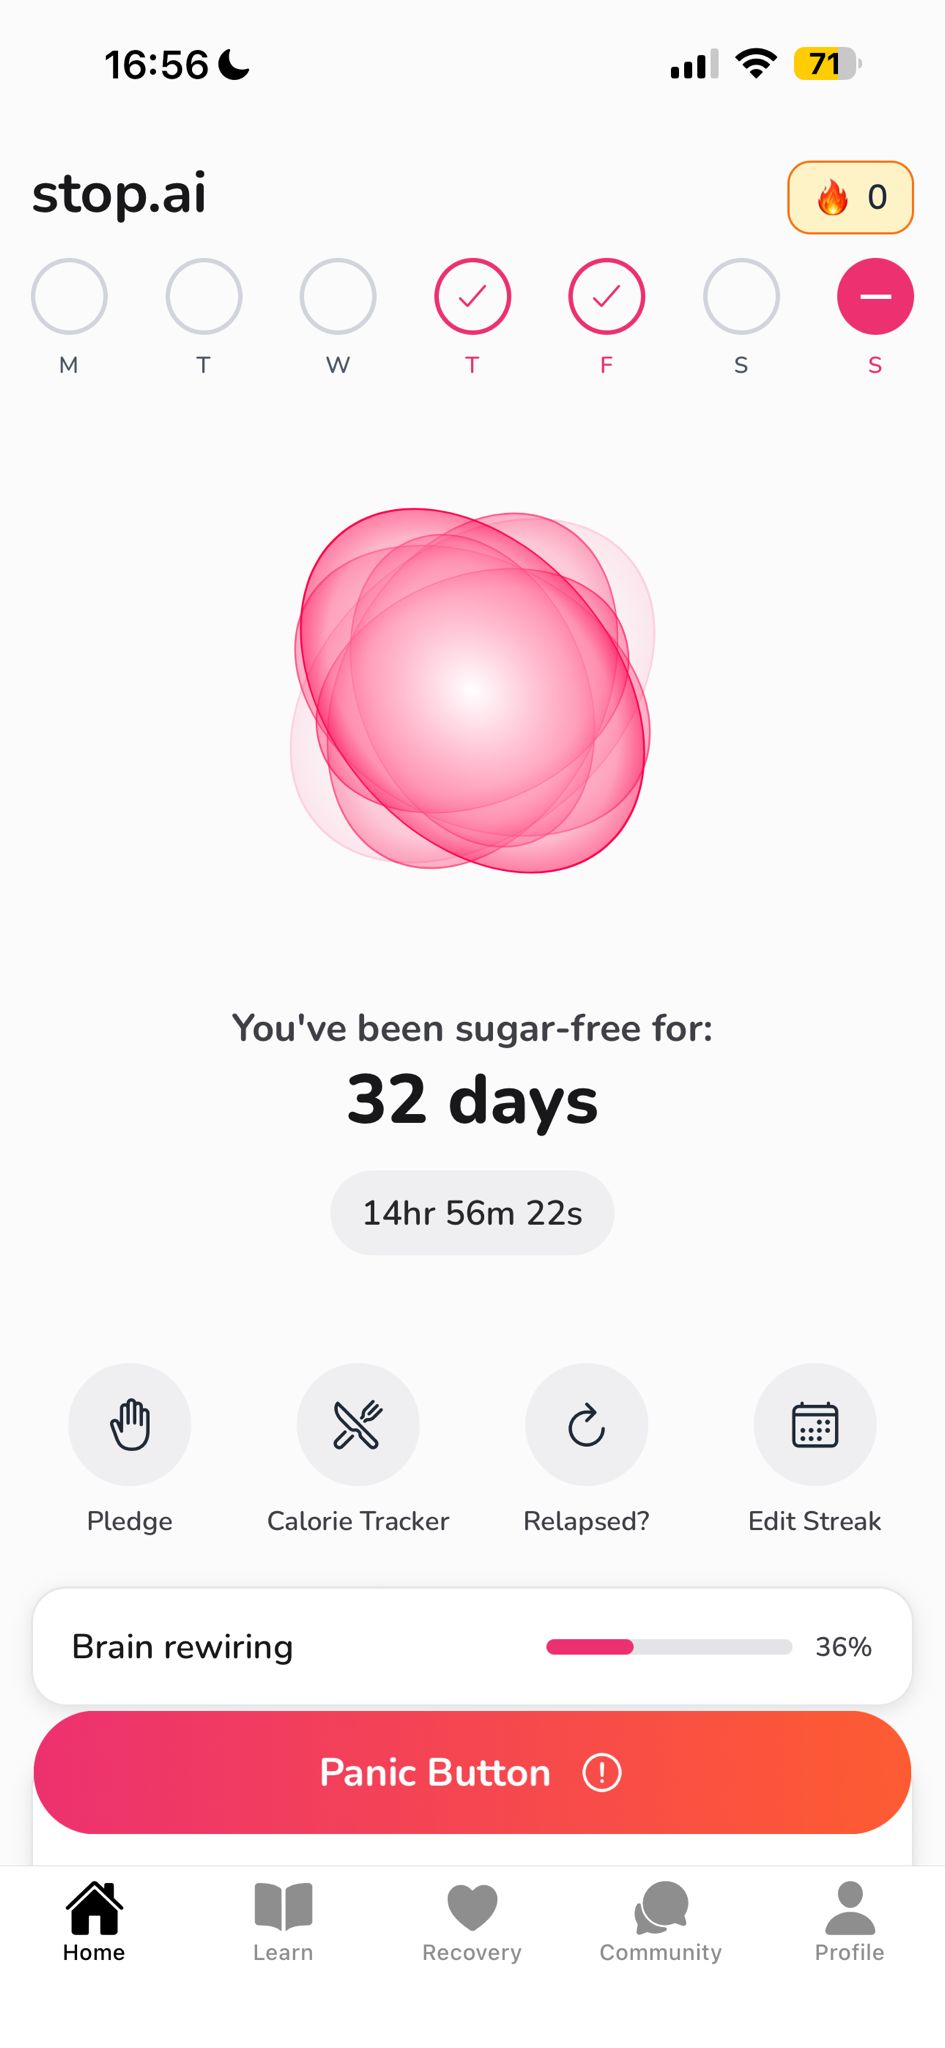 16:56
71
stop.ai
🔥 0
M T W T F S S
You've been sugar-free for:
32 days
14hr 56m 22s
Pledge
Calorie Tracker
Relapsed?
Edit Streak
Brain rewiring
36%
Panic Button
Home
Learn
Recovery
Community
Profile